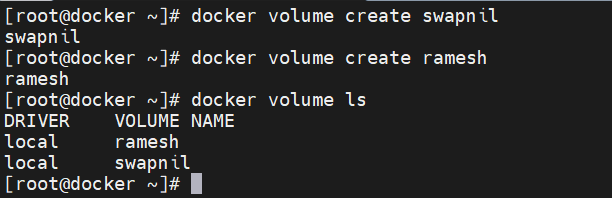 [root@docker ~]# docker volume create swapnil
swapnil
[root@docker ~]# docker volume create ramesh
ramesh
[root@docker ~]# docker volume ls
DRIVER    VOLUME NAME
local     ramesh
local     swapnil
[root@docker ~]#